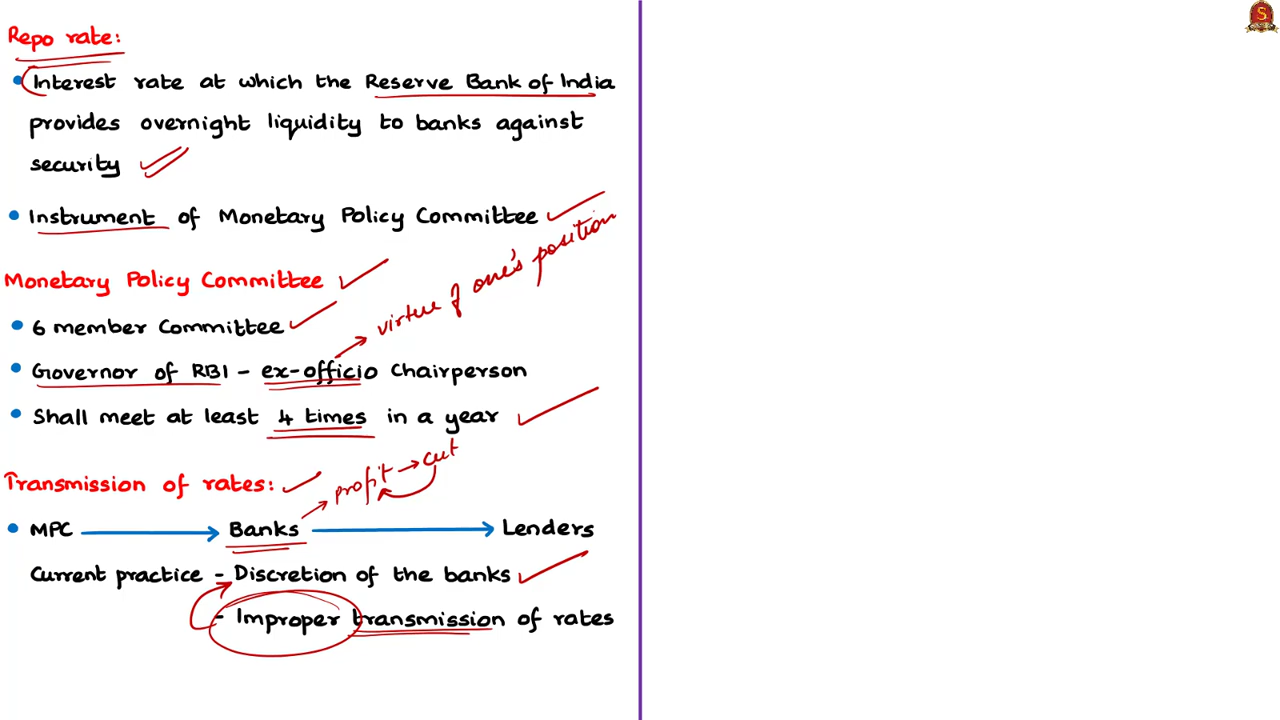 Repo rate:
Interest rate at which the Reserve Bank of India
provides overnight liquidity to banks against
security
Instrument of Monetary Policy Committee
Monetary Policy Committee
6 member Committee
virtue of one's position
Governor of RBI - ex-officio Chairperson
Shall meet at least 4 times in a year
Transmission of rates:
profit → cut
MPC → Banks → Lenders
Current practice - Discretion of the banks
- Improper transmission of rates
S